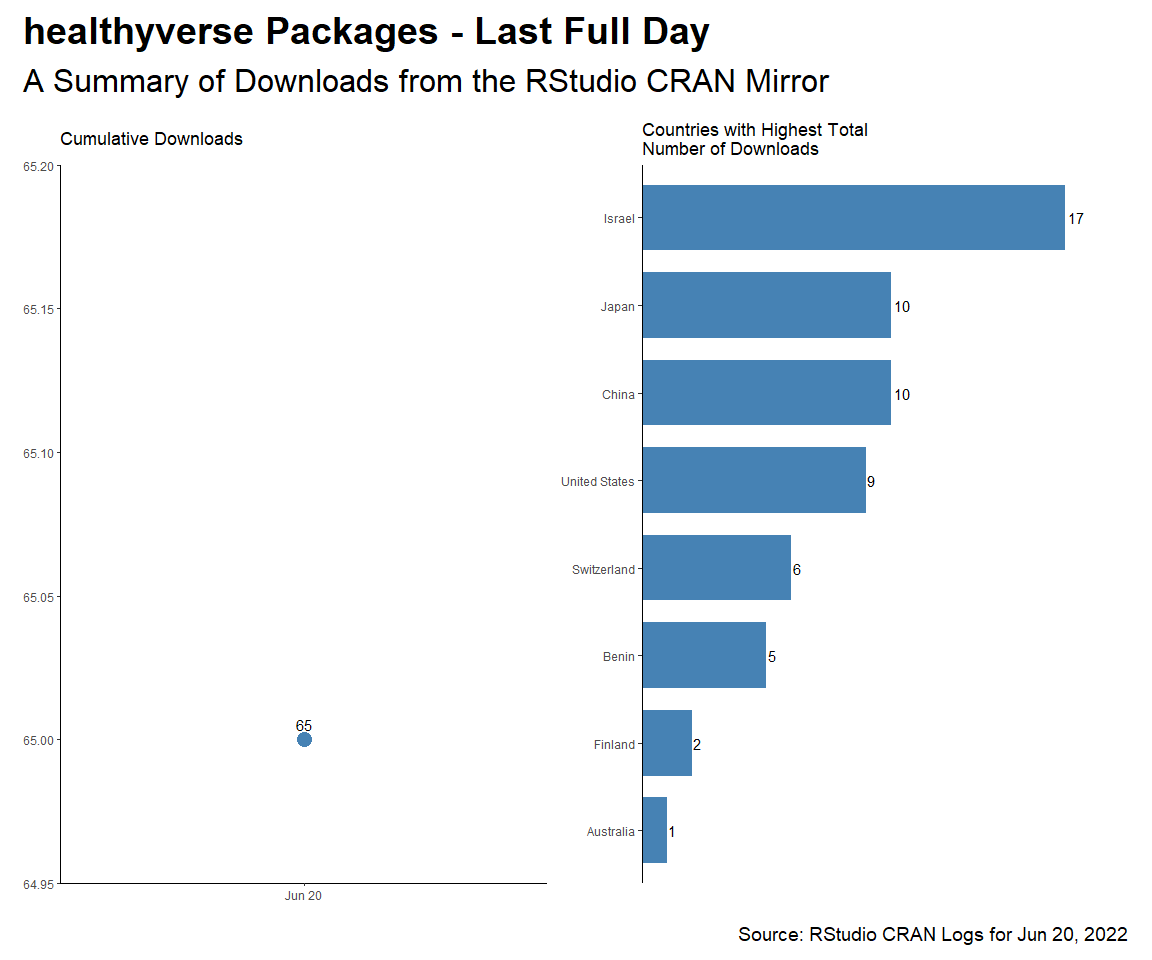 healthyverse Packages - Last Full Day
A Summary of Downloads from the RStudio CRAN Mirror
Cumulative Downloads
65.20
65.15
65.10
65.05
65.00
64.95
65
Jun 20
Countries with Highest Total
Number of Downloads
Israel 17
Japan 10
China 10
United States 9
Switzerland 6
Benin 5
Finland 2
Australia 1
Source: RStudio CRAN Logs for Jun 20, 2022